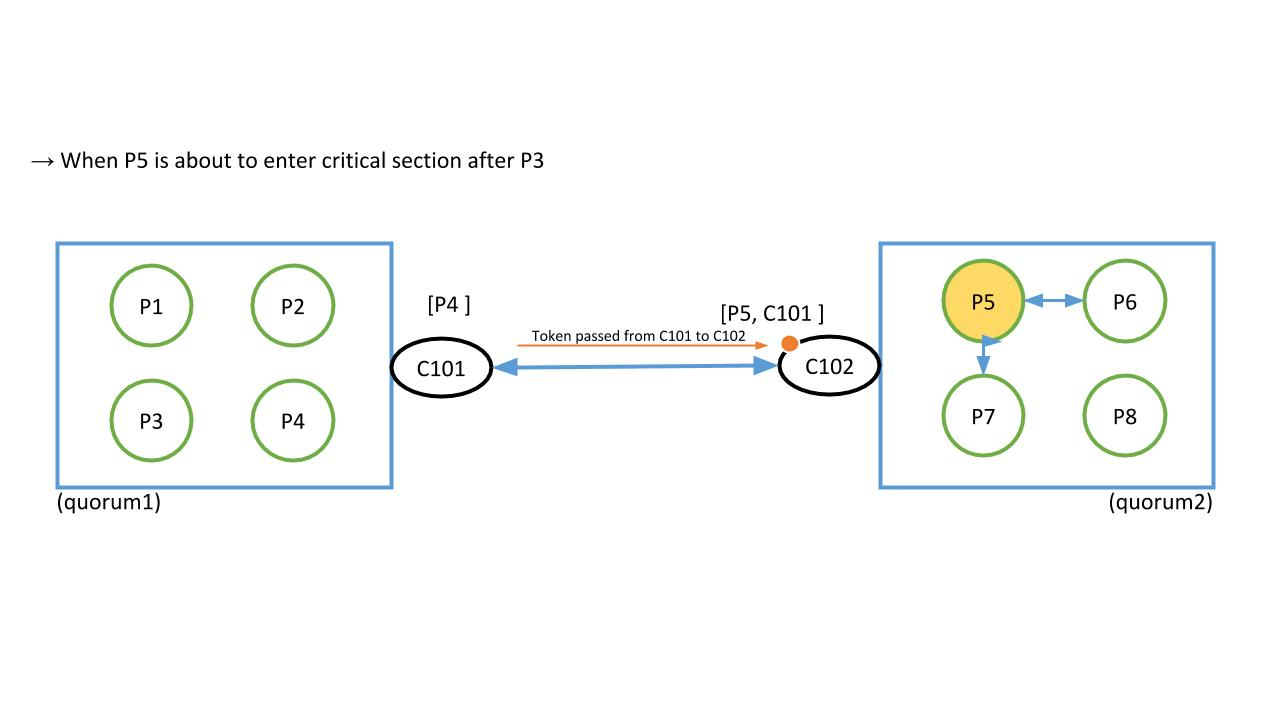 → When P5 is about to enter critical section after P3
[P4 ]
[P5, C101 ]
Token passed from C101 to C102
P1
P2
P3
P4
C101
C102
P5
P6
P7
P8
(quorum1)
(quorum2)